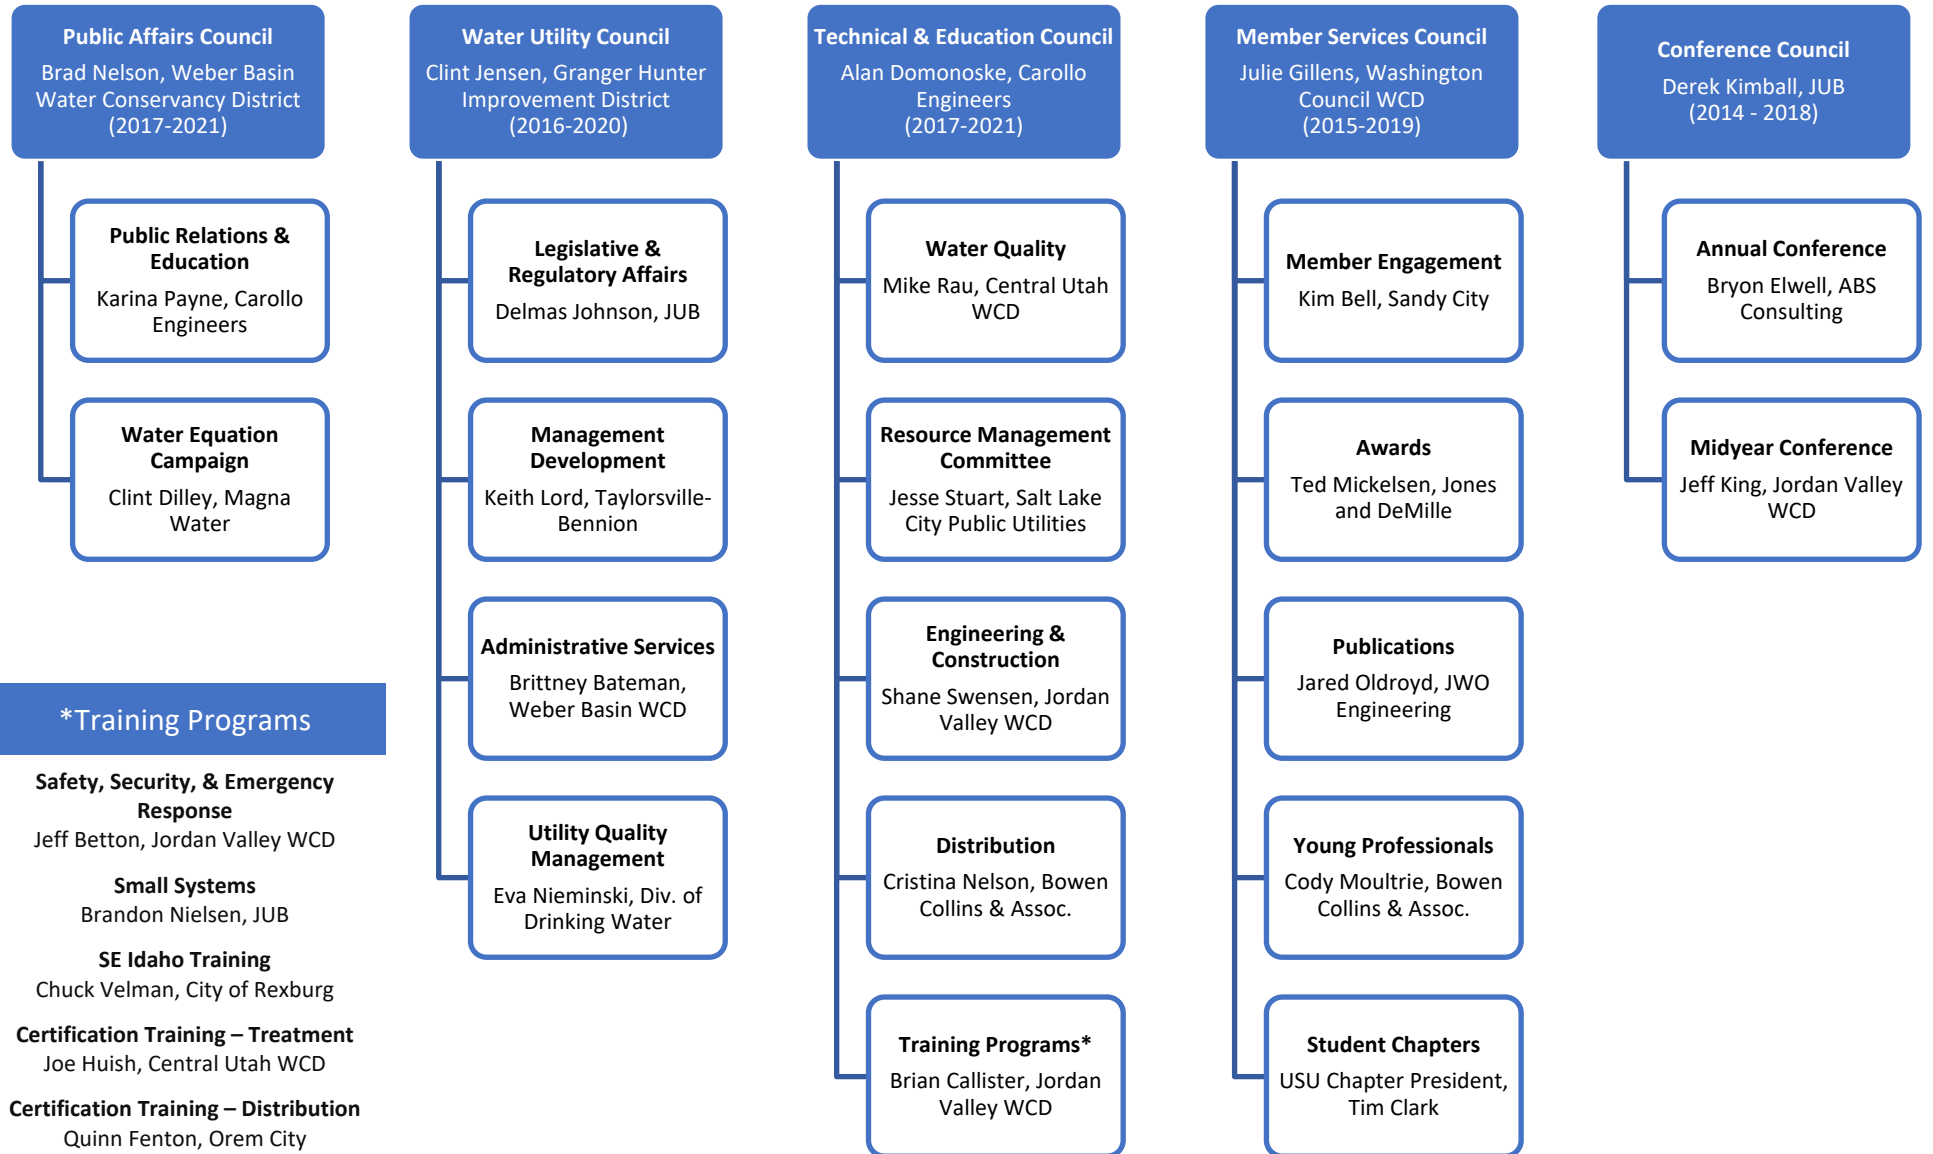 Public Affairs Council
Brad Nelson, Weber Basin
Water Conservancy District
(2017-2021)
Public Relations &
Education
Karina Payne, Carollo
Engineers
Water Equation
Campaign
Clint Dilley, Magna
Water
Water Utility Council
Clint Jensen, Granger Hunter
Improvement District
(2016-2020)
Legislative &
Regulatory Affairs
Delmas Johnson, JUB
Management
Development
Keith Lord, Taylorsville-
Bennion
Administrative Services
Brittney Bateman,
Weber Basin WCD
Utility Quality
Management
Eva Nieminski, Div. of
Drinking Water
Technical & Education Council
Alan Domonoske, Carollo
Engineers
(2017-2021)
Water Quality
Mike Rau, Central Utah
WCD
Resource Management
Committee
Jesse Stuart, Salt Lake
City Public Utilities
Engineering &
Construction
Shane Swensen, Jordan
Valley WCD
Distribution
Cristina Nelson, Bowen
Collins & Assoc.
Training Programs*
Brian Callister, Jordan
Valley WCD
Member Services Council
Julie Gillens, Washington
Council WCD
(2015-2019)
Member Engagement
Kim Bell, Sandy City
Awards
Ted Mickelsen, Jones
and DeMille
Publications
Jared Oldroyd, JWO
Engineering
Young Professionals
Cody Moultrie, Bowen
Collins & Assoc.
Student Chapters
USU Chapter President,
Tim Clark
Conference Council
Derek Kimball, JUB
(2014 - 2018)
Annual Conference
Bryon Elwell, ABS
Consulting
Midyear Conference
Jeff King, Jordan Valley
WCD
*Training Programs
Safety, Security, & Emergency
Response
Jeff Betton, Jordan Valley WCD
Small Systems
Brandon Nielsen, JUB
SE Idaho Training
Chuck Velman, City of Rexburg
Certification Training – Treatment
Joe Huish, Central Utah WCD
Certification Training – Distribution
Quinn Fenton, Orem City